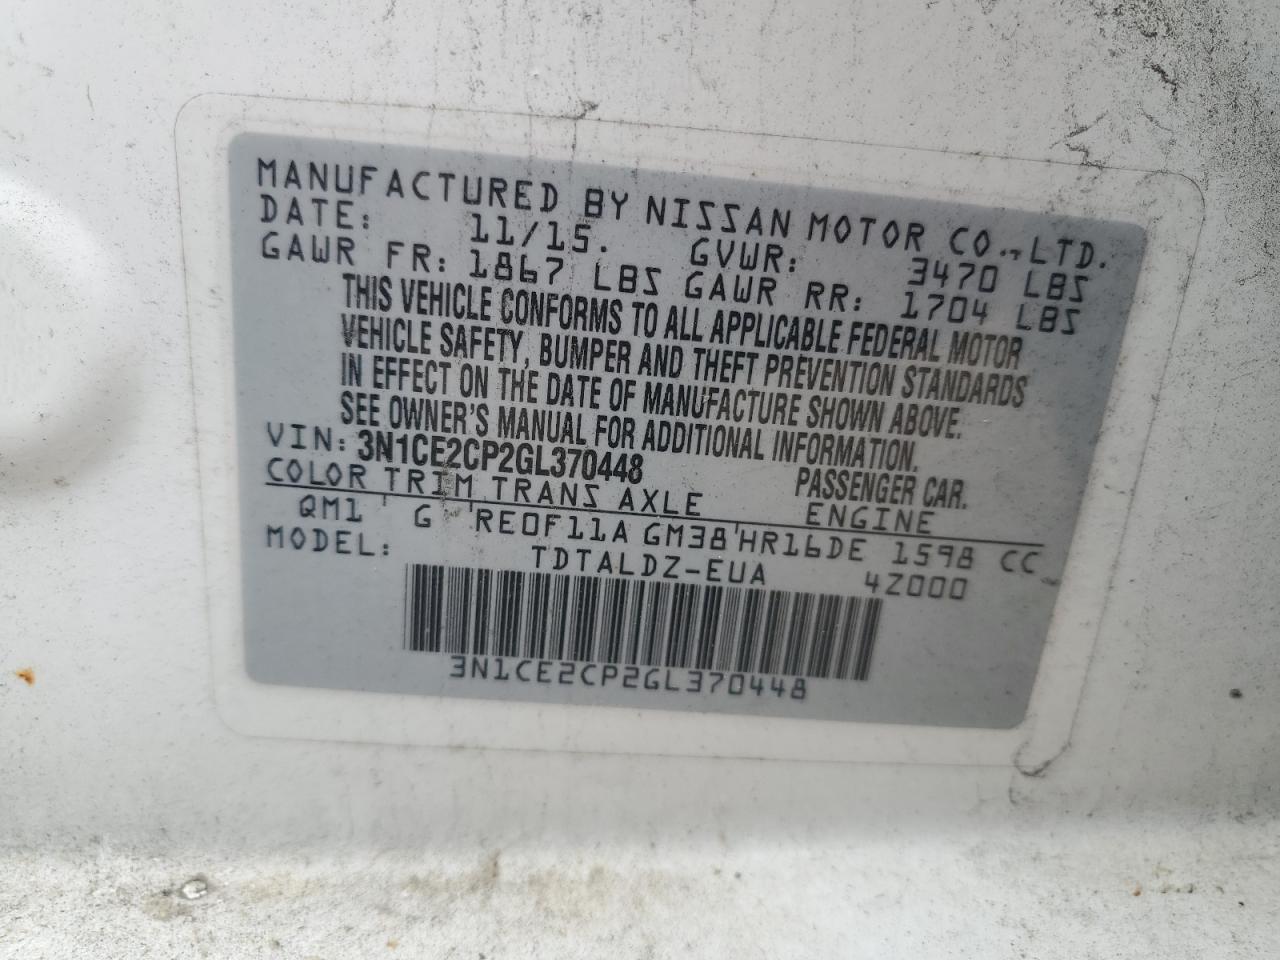 MANUFACTURED BY NISSAN MOTOR CO., LTD.
DATE: 11/15. GVWR: 3470 LBS
GAWR FR: 1867 LBS GAWR RR: 1704 LBS
THIS VEHICLE CONFORMS TO ALL APPLICABLE FEDERAL MOTOR
VEHICLE SAFETY, BUMPER AND THEFT PREVENTION STANDARDS
IN EFFECT ON THE DATE OF MANUFACTURE SHOWN ABOVE.
SEE OWNER'S MANUAL FOR ADDITIONAL INFORMATION.
VIN: 3N1CE2CP2GL370448 PASSENGER CAR.
COLOR TRIM TRANS AXLE ENGINE
QM1 G RE0F11A GM38 HR16DE 1598 CC
MODEL: TDTALDZ-EUA 4Z000
3N1CE2CP2GL370448